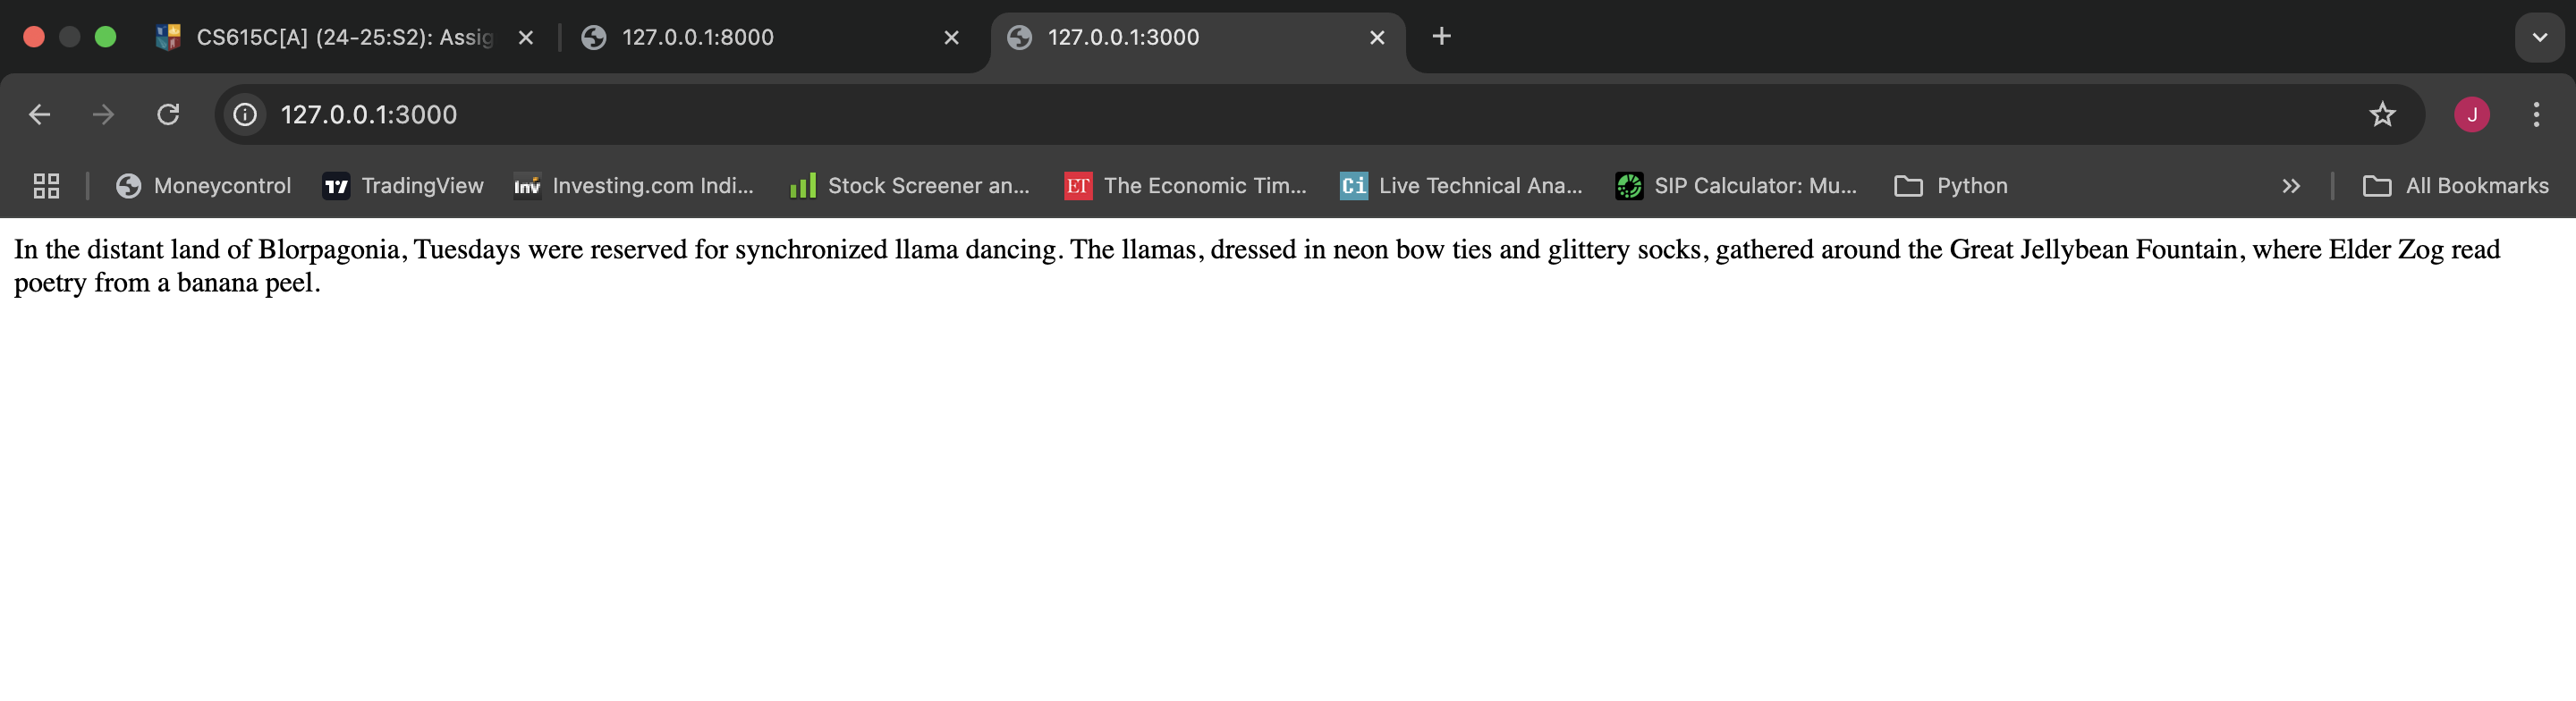 CS615C[A] (24-25:S2): Assig
127.0.0.1:8000
127.0.0.1:3000
127.0.0.1:3000
J
Moneycontrol
TradingView
Inv Investing.com Indi...
Stock Screener an...
ET The Economic Tim...
Ci Live Technical Ana...
SIP Calculator: Mu...
Python
All Bookmarks
In the distant land of Blorpagonia, Tuesdays were reserved for synchronized llama dancing. The llamas, dressed in neon bow ties and glittery socks, gathered around the Great Jellybean Fountain, where Elder Zog read
poetry from a banana peel.